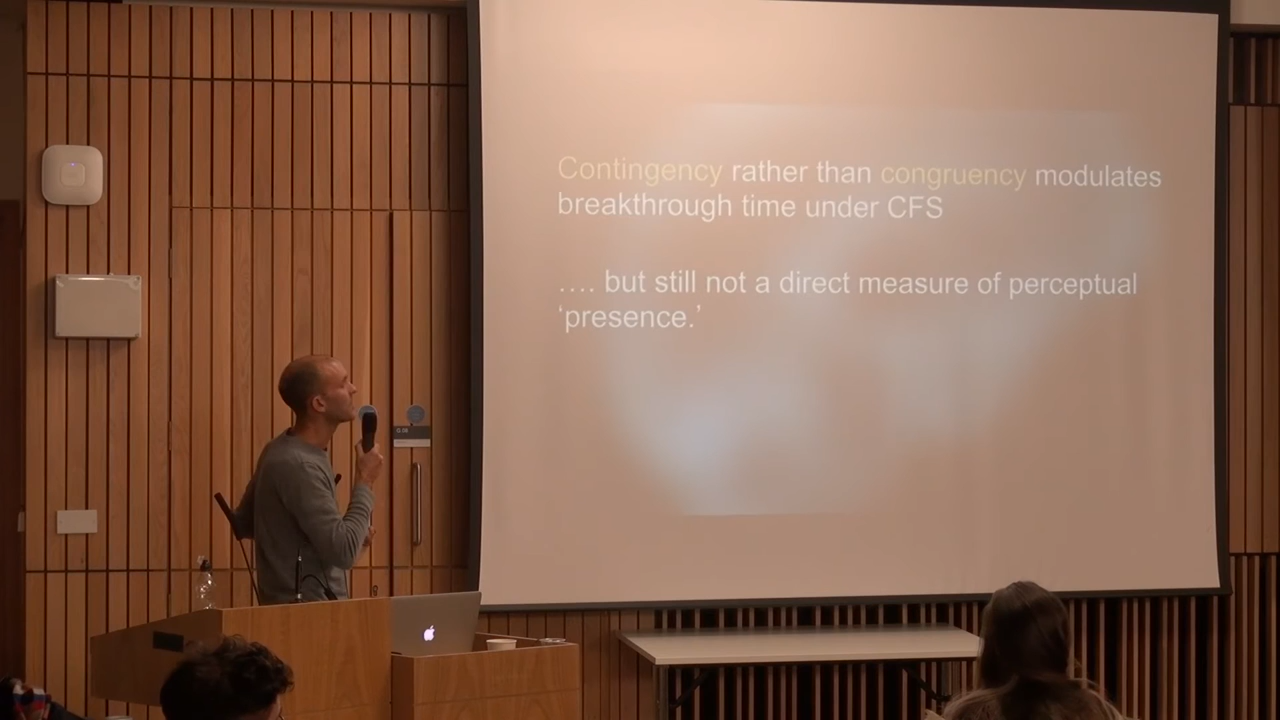 Contingency rather than congruency modulates
breakthrough time under CFS
…. but still not a direct measure of perceptual
‘presence.’